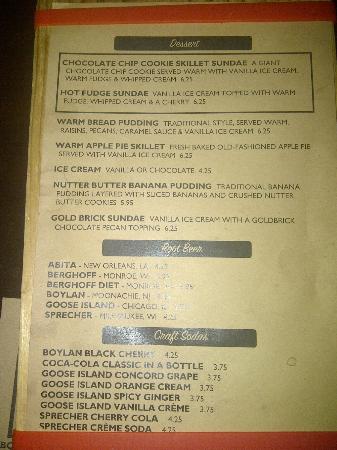 Dessert
CHOCOLATE CHIP COOKIE SKILLET SUNDAE A GIANT
CHOCOLATE CHIP COOKIE SERVED WARM WITH VANILLA ICE CREAM,
WARM FUDGE & WHIPPED CREAM 6.25
HOT FUDGE SUNDAE VANILLA ICE CREAM TOPPED WITH WARM
FUDGE, WHIPPED CREAM & A CHERRY 6.25
WARM BREAD PUDDING TRADITIONAL STYLE, SERVED WARM,
RAISINS, PECANS, CARAMEL SAUCE & VANILLA ICE CREAM 6.25
WARM APPLE PIE SKILLET FRESH BAKED OLD-FASHIONED APPLE PIE
SERVED WITH VANILLA ICE CREAM 6.25
ICE CREAM VANILLA OR CHOCOLATE 4.25
NUTTER BUTTER BANANA PUDDING TRADITIONAL BANANA
PUDDING LAYERED WITH SLICED BANANAS AND CRUSHED NUTTER
BUTTER COOKIES 5.95
GOLD BRICK SUNDAE VANILLA ICE CREAM WITH A GOLDBRICK
CHOCOLATE PECAN TOPPING 6.25
Root Beer
ABITA - NEW ORLEANS, LA 4.25
BERGHOFF - MONROE, WI
BERGHOFF DIET - MONROE,
BOYLAN - MOONACHIE, NJ
GOOSE ISLAND - CHICAGO,
SPRECHER - MILWAUKEE, WI 4.25
Craft Sodas
BOYLAN BLACK CHERRY 4.25
COCA-COLA CLASSIC IN A BOTTLE 3.75
GOOSE ISLAND CONCORD GRAPE 3.75
GOOSE ISLAND ORANGE CREAM 3.75
GOOSE ISLAND SPICY GINGER 3.75
GOOSE ISLAND VANILLA CRÈME 3.75
SPRECHER CHERRY COLA 4.25
SPRECHER CRÈME SODA 4.25